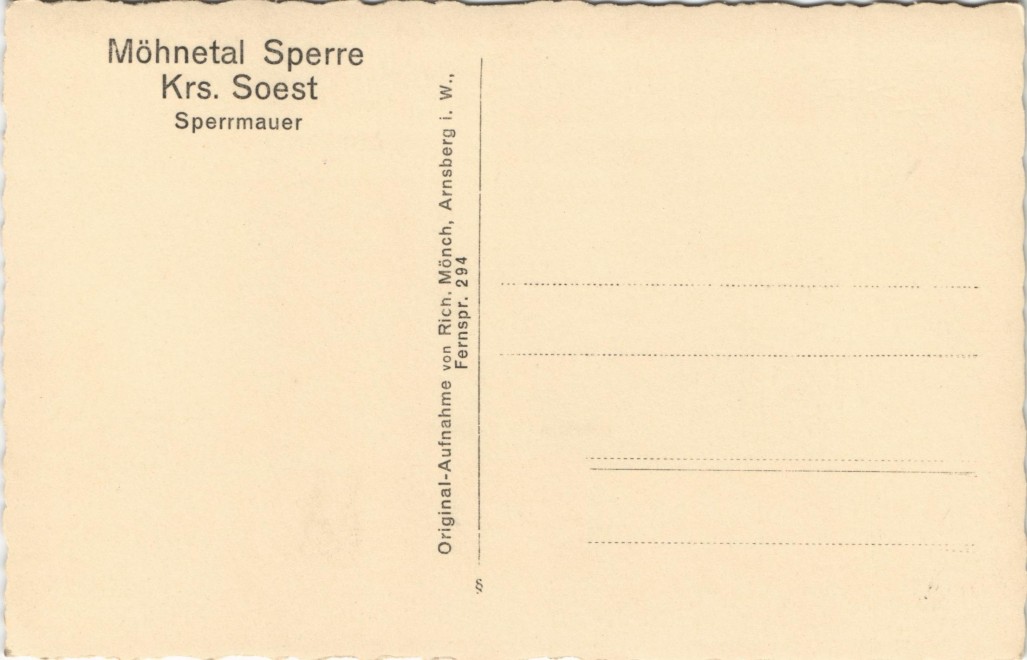 Möhnetal Sperre
Krs. Soest
Sperrmauer
Original-Aufnahme von Rich. Mönch, Arnsberg i. W.,
Fernspr. 294
§